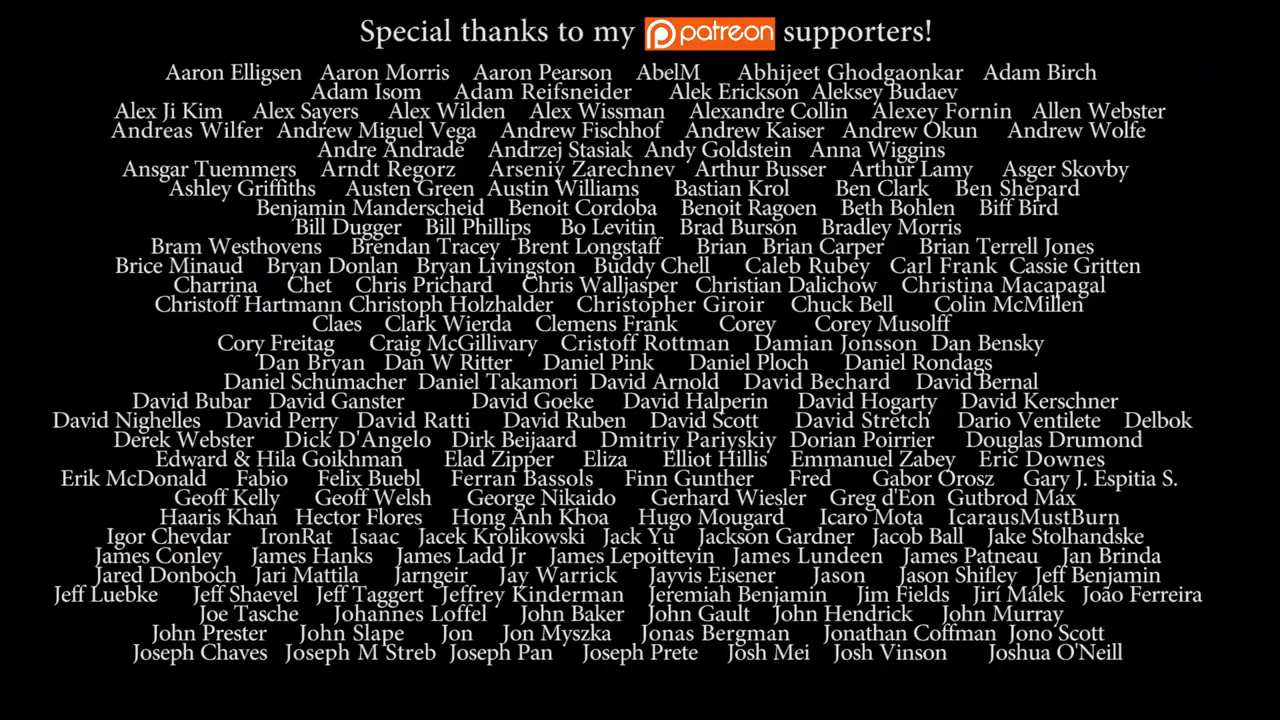 Special thanks to my patreon supporters!
Aaron Elligsen Aaron Morris Aaron Pearson AbelM Abhijeet Ghodgaonkar Adam Birch
Adam Isom Adam Reifsneider Alek Erickson Aleksey Budaev
Alex Ji Kim Alex Sayers Alex Wilden Alex Wissman Alexandre Collin Alexey Fornin Allen Webster
Andreas Wilfer Andrew Miguel Vega Andrew Fischhof Andrew Kaiser Andrew Okun Andrew Wolfe
Andre Andrade Andrzej Stasiak Andy Goldstein Anna Wiggins
Ansgar Tuemmers Arndt Regorz Arseniy Zarechnev Arthur Busser Arthur Lamy Asger Skovby
Ashley Griffiths Austen Green Austin Williams Bastian Krol Ben Clark Ben Shepard
Benjamin Manderscheid Benoit Cordoba Benoit Ragoen Beth Bohlen Biff Bird
Bill Dugger Bill Phillips Bo Levitin Brad Burson Bradley Morris
Bram Westhovens Brendan Tracey Brent Longstaff Brian Brian Carper Brian Terrell Jones
Brice Minaud Bryan Donlan Bryan Livingston Buddy Chell Caleb Rubey Carl Frank Cassie Gritten
Charrina Chet Chris Prichard Chris Walljasper Christian Dalichow Christina Macapagal
Christoff Hartmann Christoph Holzhalder Christopher Giroir Chuck Bell Colin McMillen
Claes Clark Wierda Clemens Frank Corey Corey Musolff
Cory Freitag Craig McGillivary Cristoff Rottman Damian Jonsson Dan Bensky
Dan Bryan Dan W Ritter Daniel Pink Daniel Ploch Daniel Rondags
Daniel Schumacher Daniel Takamori David Arnold David Bechard David Bernal
David Bubar David Ganster David Goeke David Halperin David Hogarty David Kerschner
David Nighelles David Perry David Ratti David Ruben David Scott David Stretch Dario Ventilete Delbok
Derek Webster Dick D'Angelo Dirk Beijaard Dmitriy Pariyskiy Dorian Poirrier Douglas Drumond
Edward & Hila Goikhman Elad Zipper Eliza Elliot Hillis Emmanuel Zabey Eric Downes
Erik McDonald Fabio Felix Buebl Ferran Bassols Finn Gunther Fred Gabor Orosz Gary J. Espitia S.
Geoff Kelly Geoff Welsh George Nikaido Gerhard Wiesler Greg d'Eon Gutbrod Max
Haaris Khan Hector Flores Hong Anh Khoa Hugo Mougard Icaro Mota IcarausMustBurn
Igor Chevdar IronRat Isaac Jacek Krolikowski Jack Yu Jackson Gardner Jacob Ball Jake Stolhandske
James Conley James Hanks James Ladd Jr James Lepoittevin James Lundeen James Patneau Jan Brinda
Jared Donboch Jari Mattila Jarngeir Jay Warrick Jayvis Eisener Jason Jason Shifley Jeff Benjamin
Jeff Luebke Jeff Shaevel Jeff Taggert Jeffrey Kinderman Jeremiah Benjamin Jim Fields Jirí Málek João Ferreira
Joe Tasche Johannes Loffel John Baker John Gault John Hendrick John Murray
John Prester John Slape Jon Jon Myszka Jonas Bergman Jonathan Coffman Jono Scott
Joseph Chaves Joseph M Streb Joseph Pan Joseph Prete Josh Mei Josh Vinson Joshua O'Neill